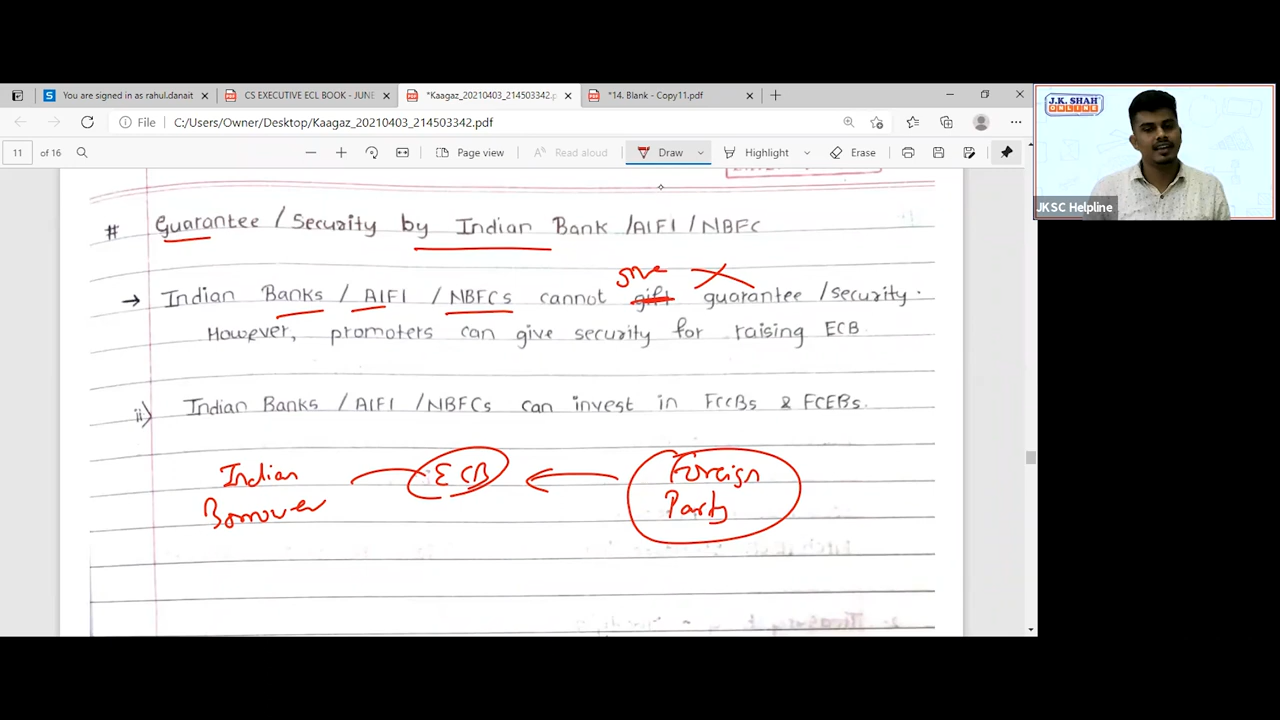 You are signed in as rahul.danait
CS EXECUTIVE ECL BOOK - JUNE
*Kaagaz_20210403_214503342.p
*14. Blank - Copy11.pdf
File C:/Users/Owner/Desktop/Kaagaz_20210403_214503342.pdf
11 of 16
Page view
Read aloud
Draw
Highlight
Erase
J.K. SHAH
ONLINE
JKSC Helpline
# Guarantee / Security by Indian Bank / AIFI / NBFC
give
→ Indian Banks / AIFI / NBFCs cannot gift guarantee / security.
However, promoters can give security for raising ECB
ii) Indian Banks / AIFI / NBFCs can invest in FCCBs & FCEBs.
Indian ECB Foreign
Borrower Party